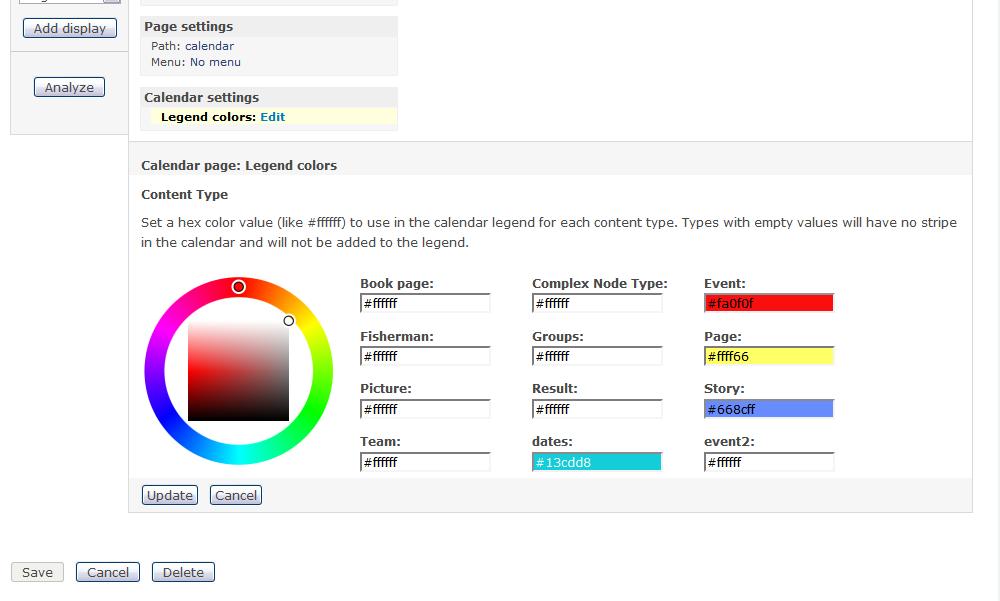 Add display
Analyze
Page settings
Path: calendar
Menu: No menu
Calendar settings
Legend colors: Edit
Calendar page: Legend colors
Content Type
Set a hex color value (like #ffffff) to use in the calendar legend for each content type. Types with empty values will have no stripe
in the calendar and will not be added to the legend.
Book page: Complex Node Type: Event:
#ffffff #ffffff #fa0f0f
Fisherman: Groups: Page:
#ffffff #ffffff #ffff66
Picture: Result: Story:
#ffffff #ffffff #668cff
Team: dates: event2:
#ffffff #13cdd8 #ffffff
Update Cancel
Save Cancel Delete